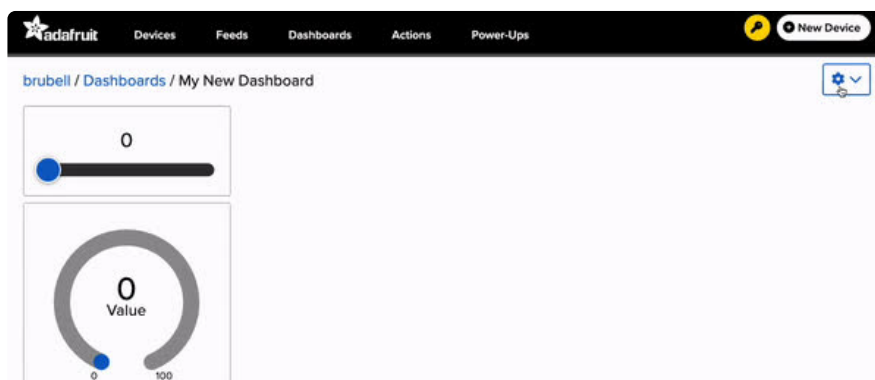 adafruit Devices Feeds Dashboards Actions Power-Ups New Device
brubell / Dashboards / My New Dashboard
0
0
Value
0 100